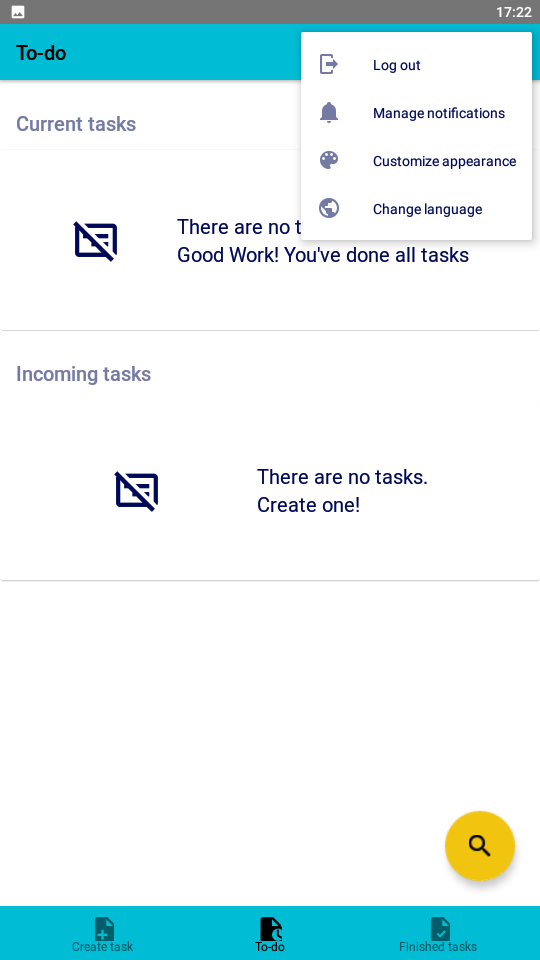 17:22
To-do
Log out
Manage notifications
Customize appearance
Change language
Current tasks
There are no
Good Work! You've done all tasks
Incoming tasks
There are no tasks.
Create one!
Create task
To-do
Finished tasks